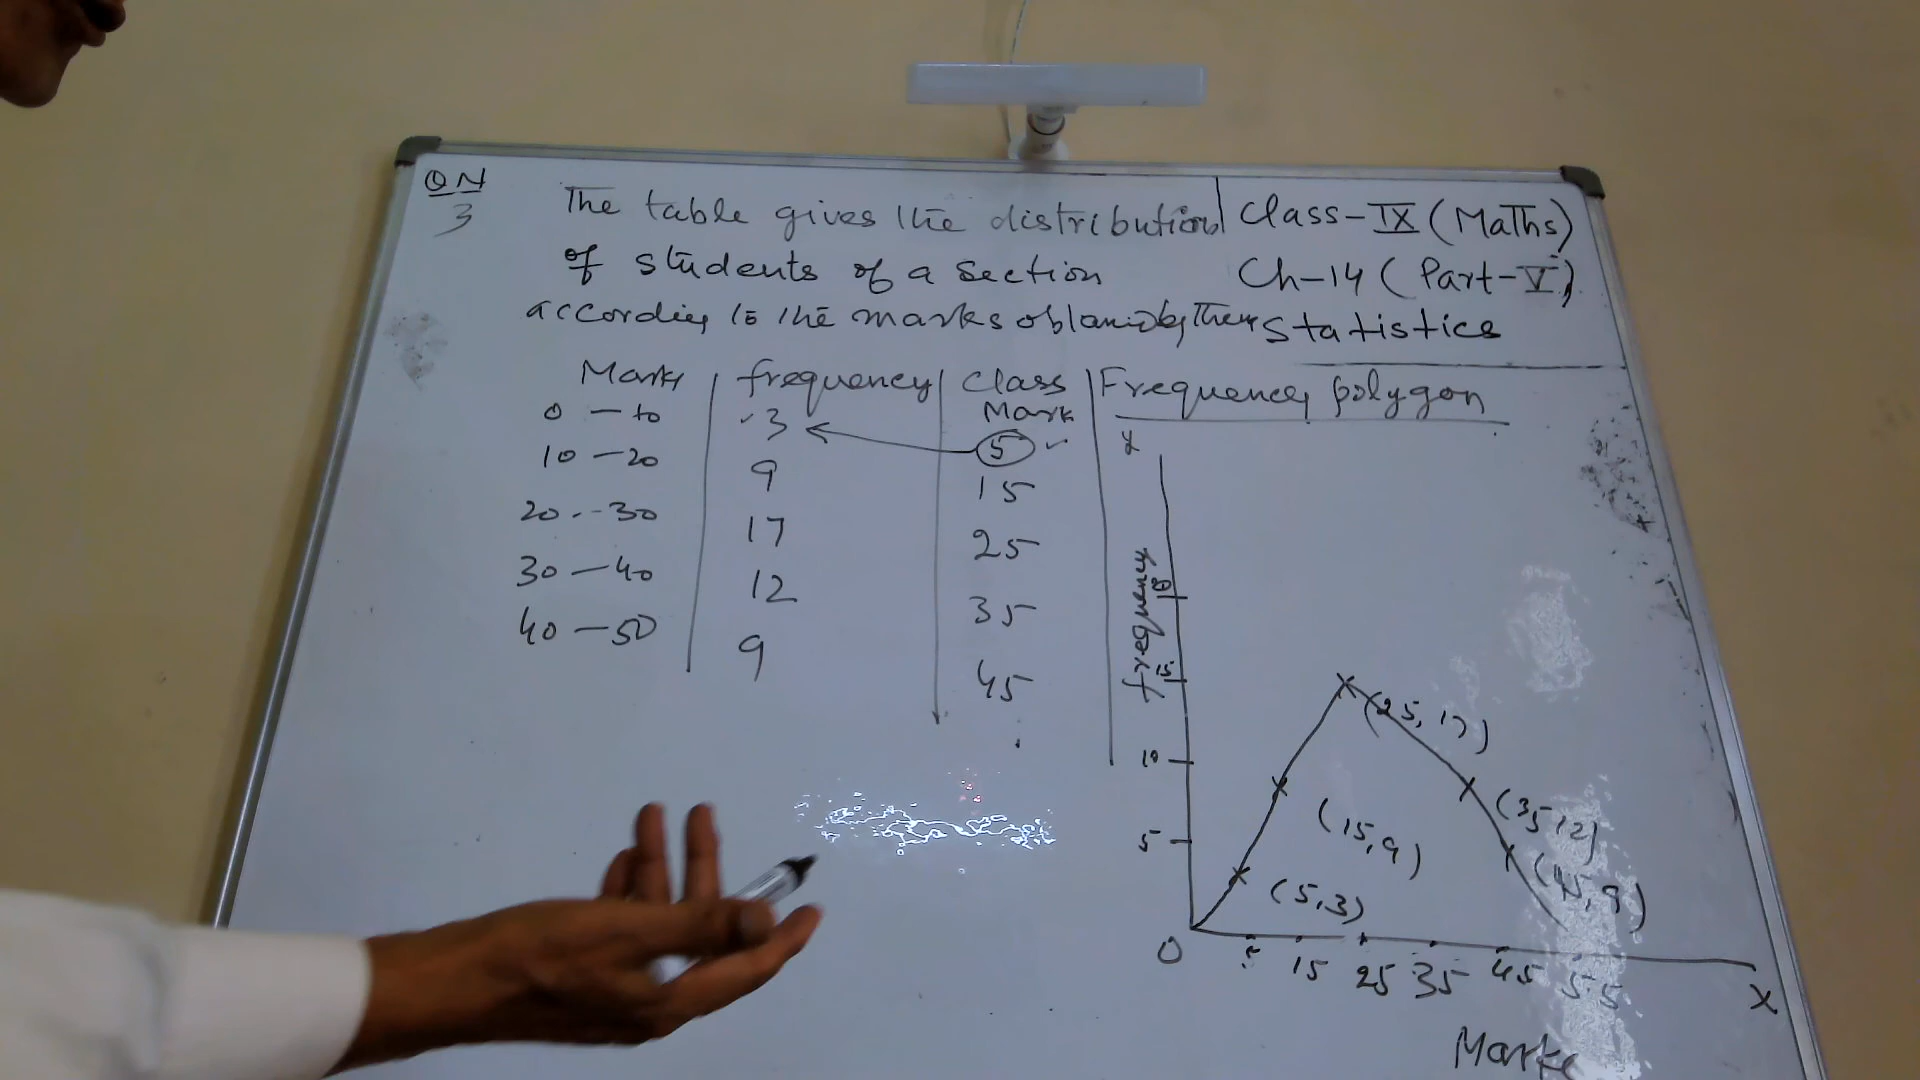 QN
3
The table gives the distribution
of students of a section
according to the marks obtained by them
Class-IX (Maths)
Ch-14 (Part-V)
Statistics
Marks | frequency | Class Mark
0 - 10 | 3 | 5
10 - 20 | 9 | 15
20 - 30 | 17 | 25
30 - 40 | 12 | 35
40 - 50 | 9 | 45
Frequency polygon
Y
frequency
15
10
5
(25, 17)
(15, 9)
(35 12)
(5, 3)
(45, 9)
O 5 15 25 35 45 55 X
Marks